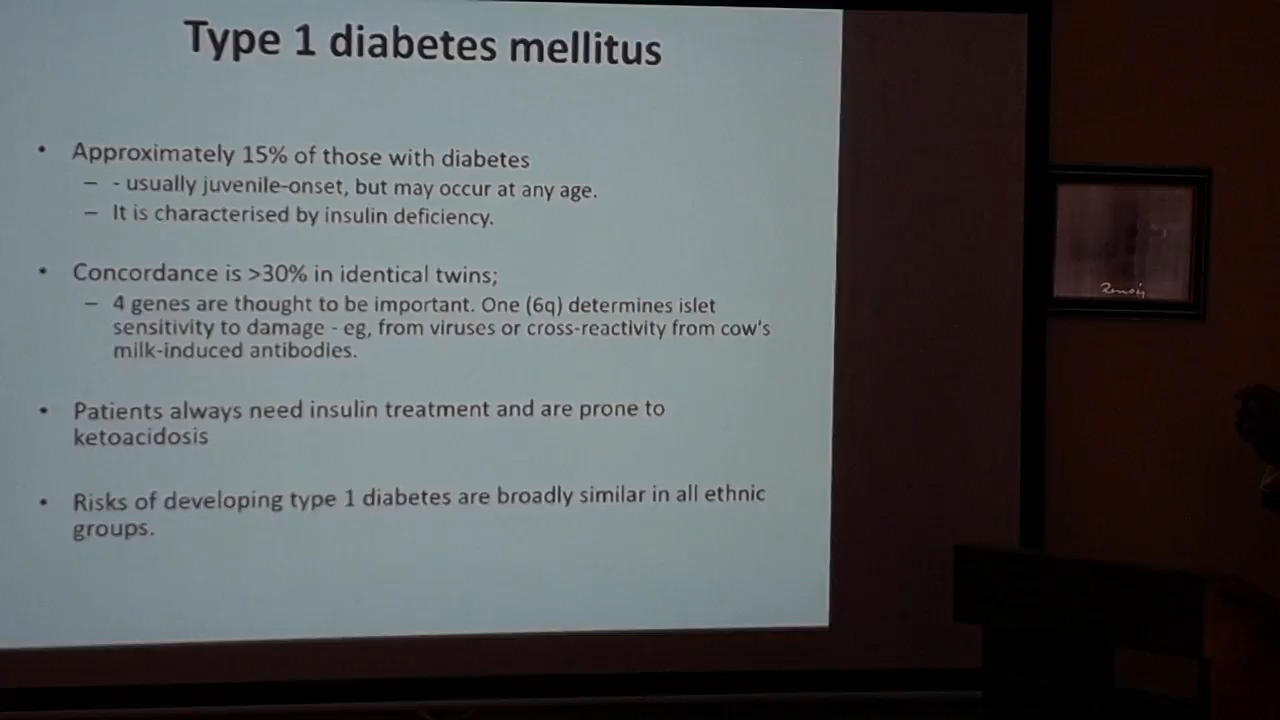 Type 1 diabetes mellitus
• Approximately 15% of those with diabetes
– - usually juvenile-onset, but may occur at any age.
– It is characterised by insulin deficiency.
• Concordance is >30% in identical twins;
– 4 genes are thought to be important. One (6q) determines islet
sensitivity to damage - eg, from viruses or cross-reactivity from cow's
milk-induced antibodies.
• Patients always need insulin treatment and are prone to
ketoacidosis
• Risks of developing type 1 diabetes are broadly similar in all ethnic
groups.
Renoir